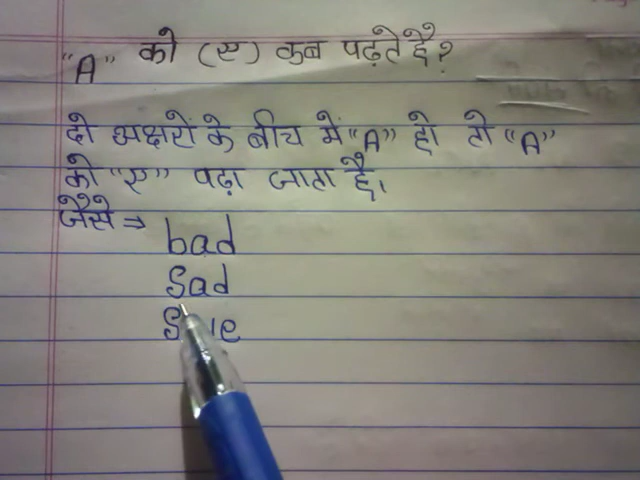 "A" को (ए) कब पढ़ते है?
दो अक्षरों के बीच में "A" हो तो "A"
को "ए" पढ़ा जाता है।
जैसे ⇒ bad
Sad